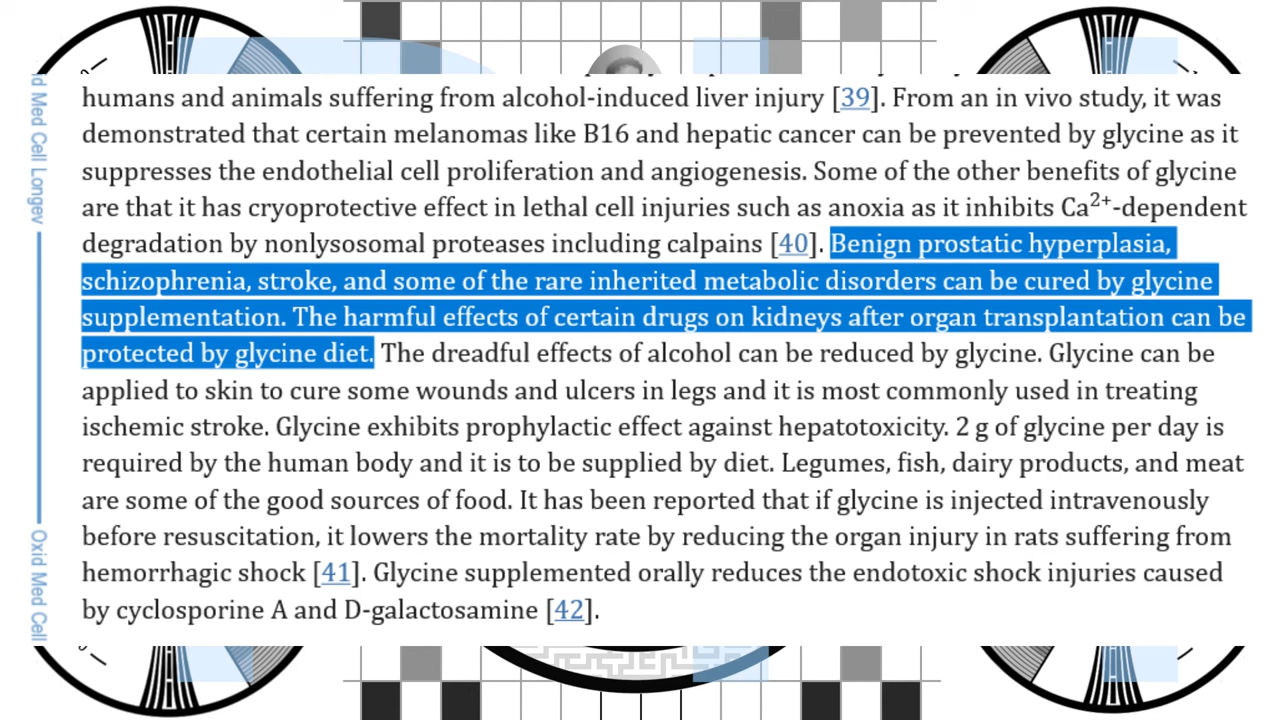 humans and animals suffering from alcohol-induced liver injury [39]. From an in vivo study, it was
demonstrated that certain melanomas like B16 and hepatic cancer can be prevented by glycine as it
suppresses the endothelial cell proliferation and angiogenesis. Some of the other benefits of glycine
are that it has cryoprotective effect in lethal cell injuries such as anoxia as it inhibits Ca²⁺-dependent
degradation by nonlysosomal proteases including calpains [40]. Benign prostatic hyperplasia,
schizophrenia, stroke, and some of the rare inherited metabolic disorders can be cured by glycine
supplementation. The harmful effects of certain drugs on kidneys after organ transplantation can be
protected by glycine diet. The dreadful effects of alcohol can be reduced by glycine. Glycine can be
applied to skin to cure some wounds and ulcers in legs and it is most commonly used in treating
ischemic stroke. Glycine exhibits prophylactic effect against hepatotoxicity. 2 g of glycine per day is
required by the human body and it is to be supplied by diet. Legumes, fish, dairy products, and meat
are some of the good sources of food. It has been reported that if glycine is injected intravenously
before resuscitation, it lowers the mortality rate by reducing the organ injury in rats suffering from
hemorrhagic shock [41]. Glycine supplemented orally reduces the endotoxic shock injuries caused
by cyclosporine A and D-galactosamine [42].
d Med Cell Longev
Oxid Med Cell